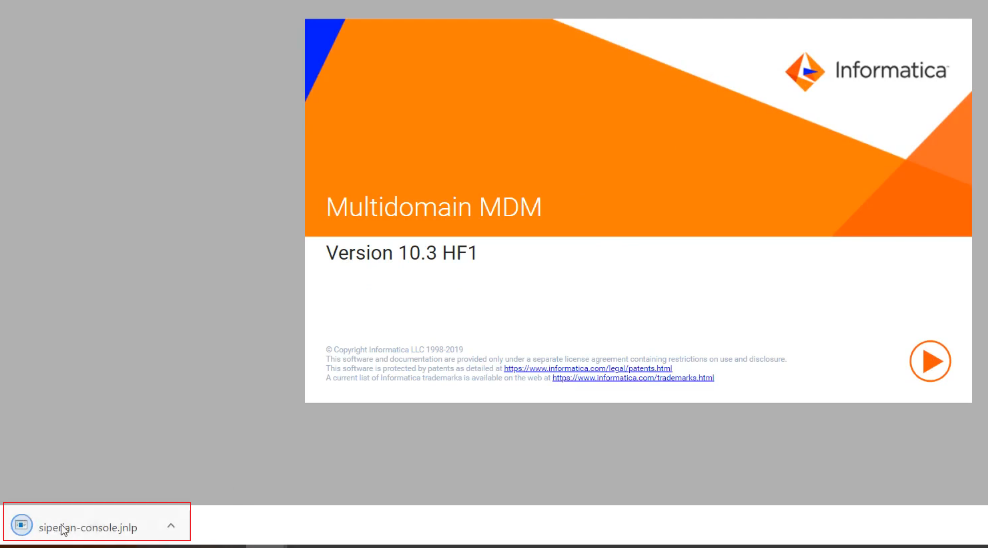 Informatica
Multidomain MDM
Version 10.3 HF1
© Copyright Informatica LLC 1998-2019
This software and documentation are provided only under a separate license agreement containing restrictions on use and disclosure.
This software is protected by patents as detailed at https://www.informatica.com/legal/patents.html
A current list of Informatica trademarks is available on the web at https://www.informatica.com/trademarks.html
siperian-console.jnlp